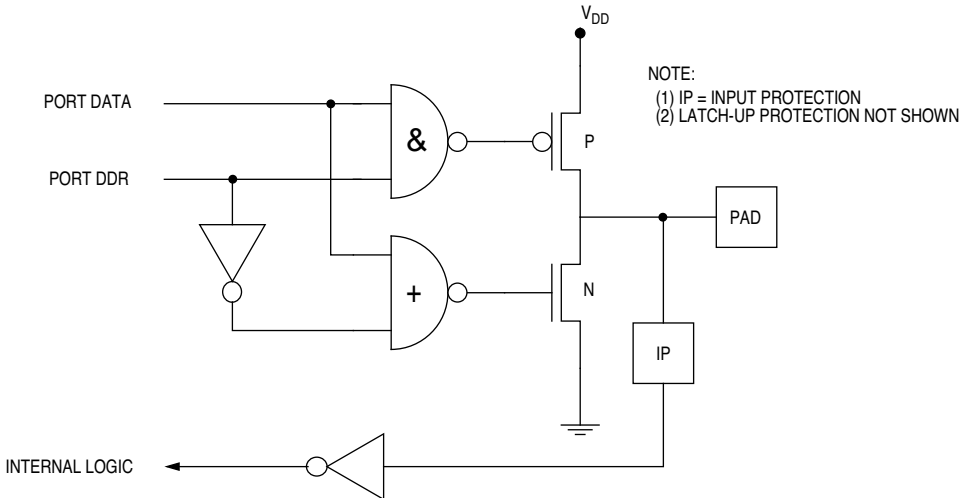 V_DD
NOTE:
(1) IP = INPUT PROTECTION
(2) LATCH-UP PROTECTION NOT SHOWN
PORT DATA
&
P
PORT DDR
PAD
+
N
IP
INTERNAL LOGIC